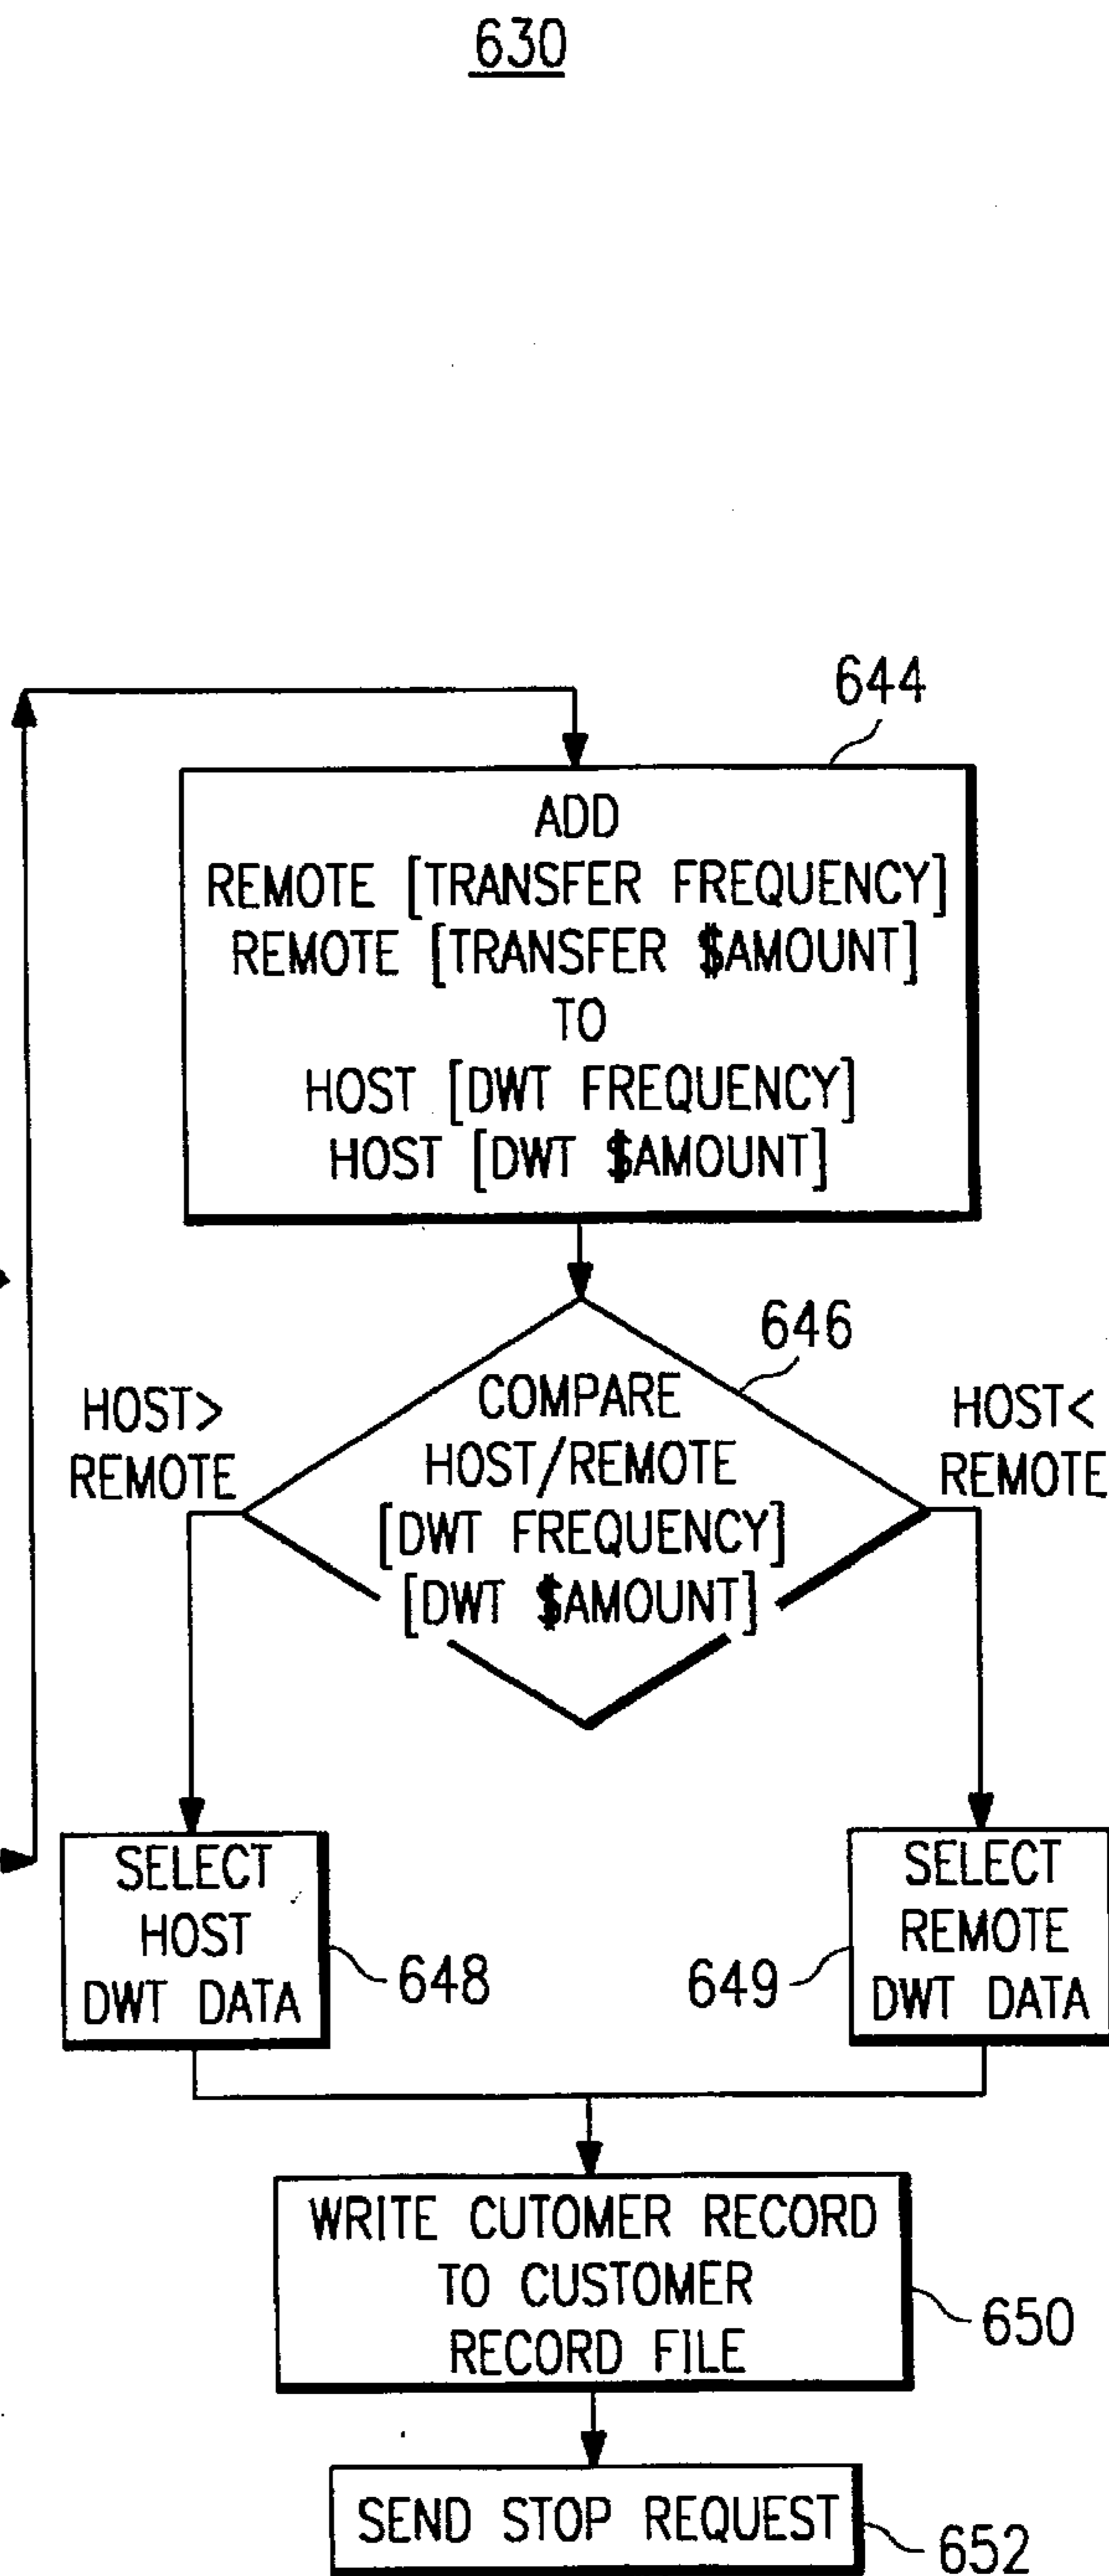 630
644
ADD
REMOTE [TRANSFER FREQUENCY]
REMOTE [TRANSFER $AMOUNT]
TO
HOST [DWT FREQUENCY]
HOST [DWT $AMOUNT]
646
HOST>
REMOTE
COMPARE
HOST/REMOTE
[DWT FREQUENCY]
[DWT $AMOUNT]
HOST<
REMOTE
SELECT
HOST
DWT DATA
648
649
SELECT
REMOTE
DWT DATA
WRITE CUTOMER RECORD
TO CUSTOMER
RECORD FILE
650
SEND STOP REQUEST
652